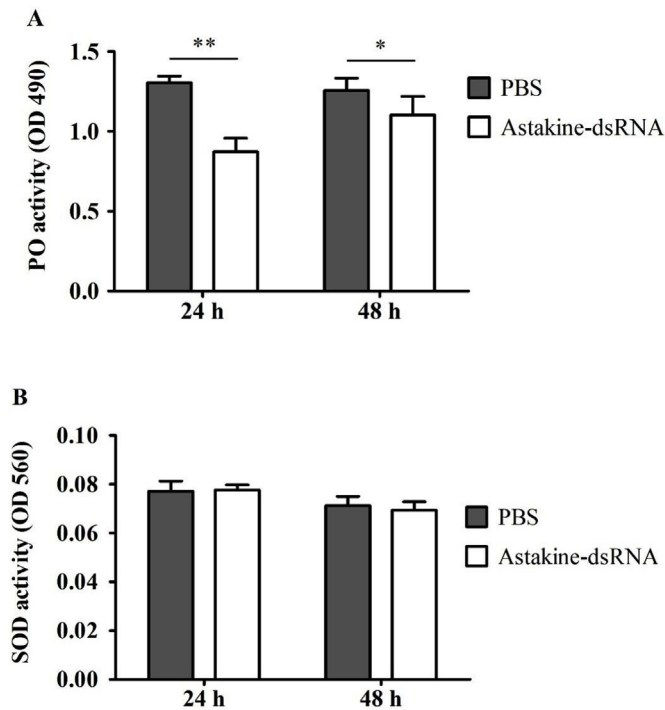 A
** *
PO activity (OD 490)
1.5
1.0
0.5
0.0
24 h 48 h
PBS
Astakine-dsRNA
B
SOD activity (OD 560)
0.10
0.08
0.06
0.04
0.02
0.00
24 h 48 h
PBS
Astakine-dsRNA